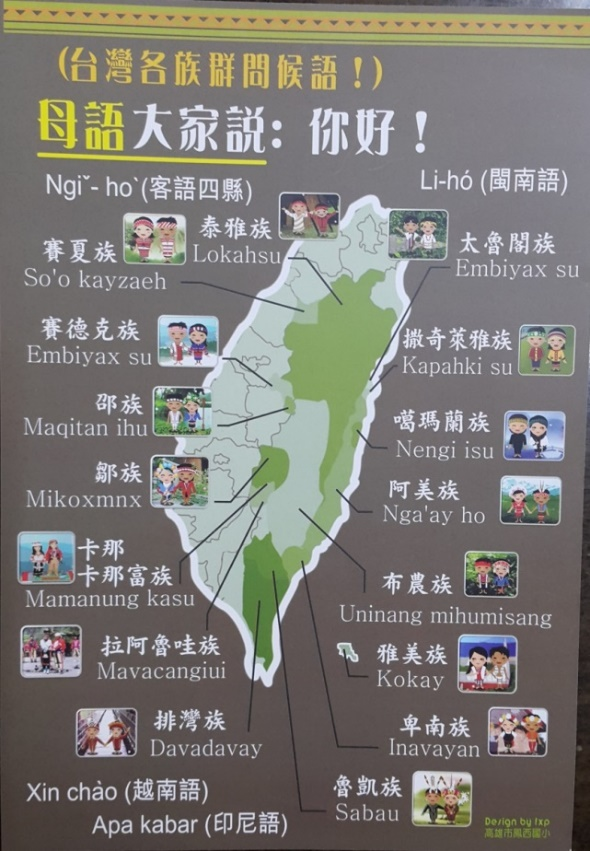 (台灣各族群問候語!)
母語大家說: 你好!
Ngiˇ- hoˋ(客語四縣)
Li-hó (閩南語)
賽夏族
So'o kayzaeh
泰雅族
Lokahsu
太魯閣族
Embiyax su
賽德克族
Embiyax su
撒奇萊雅族
Kapahki su
邵族
Maqitan ihu
噶瑪蘭族
Nengi isu
鄒族
Mikoxmnx
阿美族
Nga'ay ho
卡那
卡那富族
Mamanung kasu
布農族
Uninang mihumisang
拉阿魯哇族
Mavacangiui
雅美族
Kokay
排灣族
Davadavay
卑南族
Inavayan
魯凱族
Sabau
Xin chào (越南語)
Apa kabar (印尼語)
Design by fxp
高雄市鳳西國小